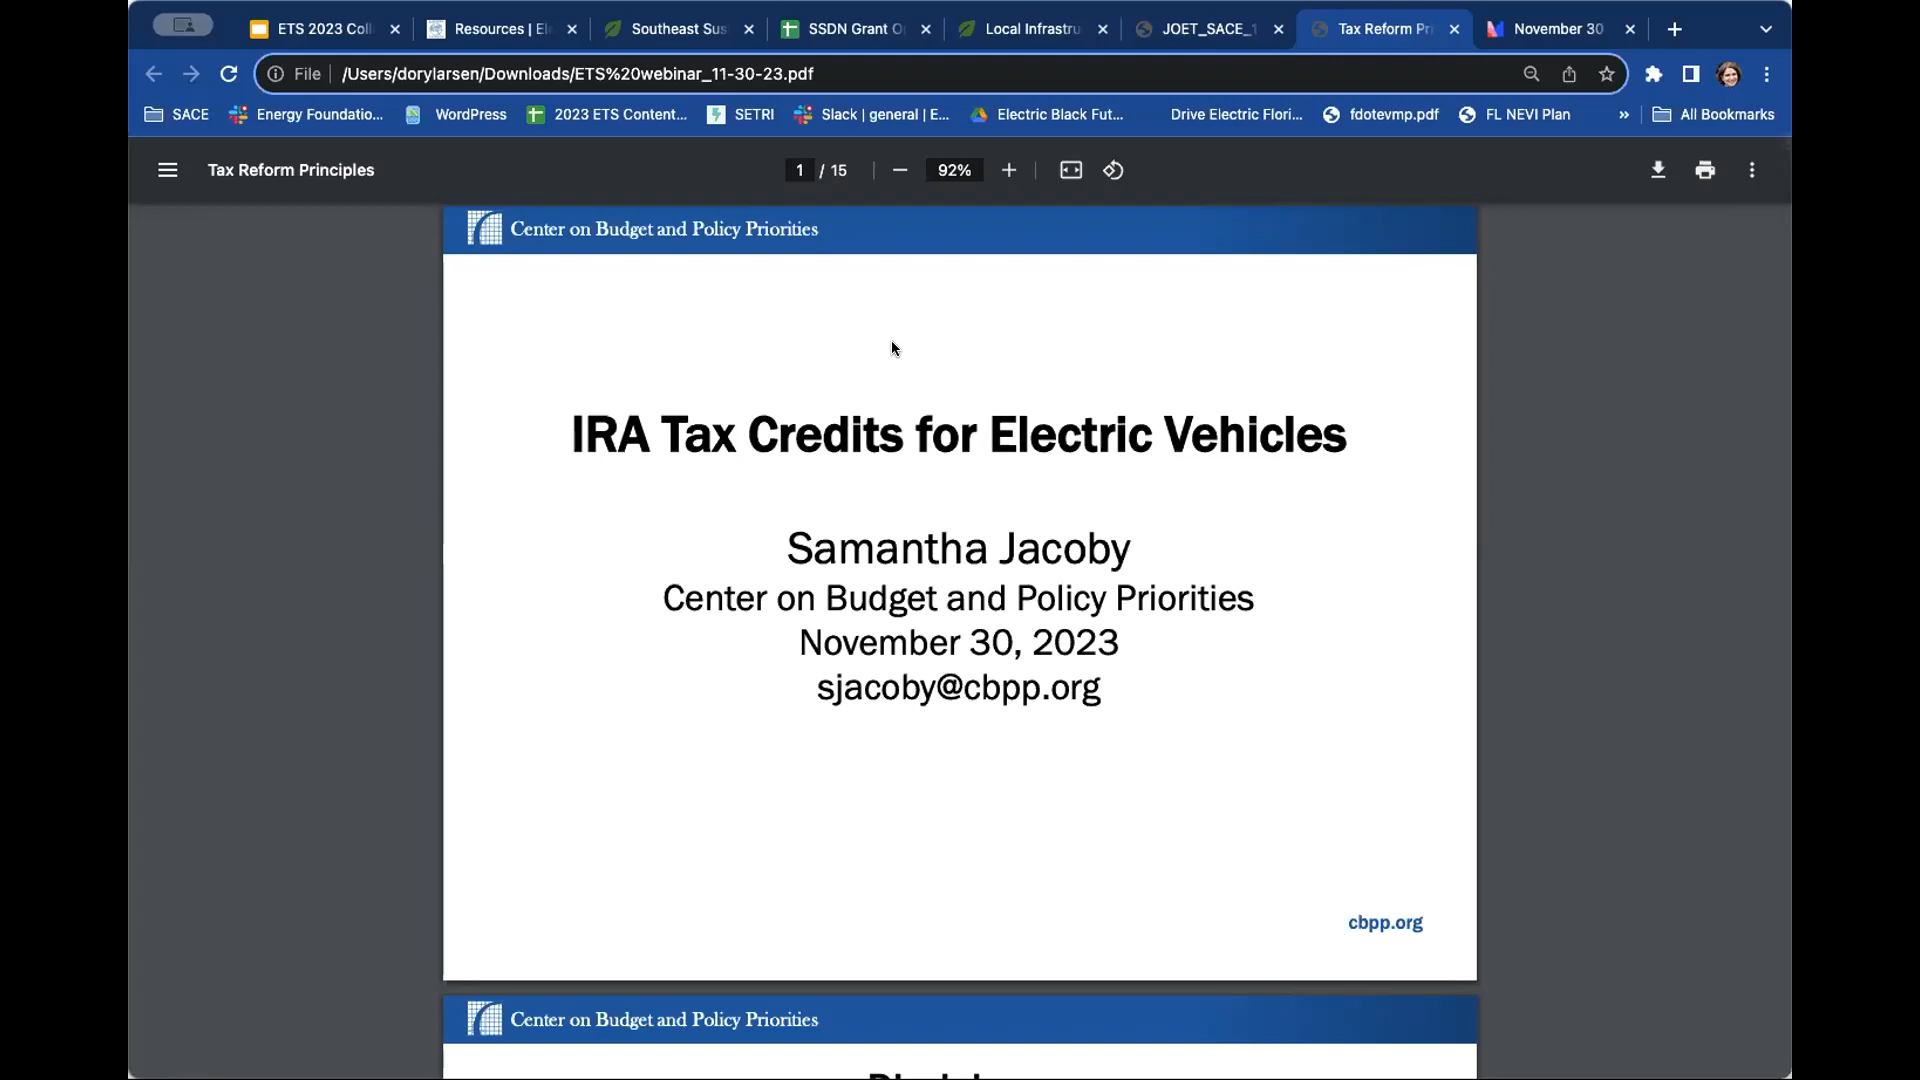 ETS 2023 Coll
Resources | El
Southeast Sus
SSDN Grant O
Local Infrastru
JOET_SACE_1
Tax Reform Pr
November 30
File
/Users/dorylarsen/Downloads/ETS%20webinar_11-30-23.pdf
SACE
Energy Foundatio...
WordPress
2023 ETS Content...
SETRI
Slack | general | E...
Electric Black Fut...
Drive Electric Flori...
fdotevmp.pdf
FL NEVI Plan
»
All Bookmarks
Tax Reform Principles
1 / 15
92%
Center on Budget and Policy Priorities
IRA Tax Credits for Electric Vehicles
Samantha Jacoby
Center on Budget and Policy Priorities
November 30, 2023
sjacoby@cbpp.org
cbpp.org
Center on Budget and Policy Priorities